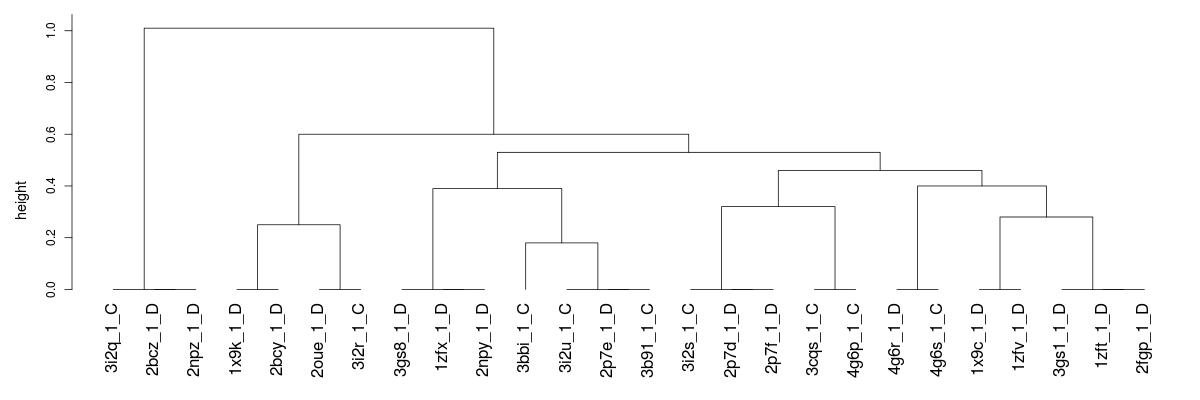 height
1.0
0.8
0.6
0.4
0.2
0.0
3i2q_1_C
2bcz_1_D
2npz_1_D
1x9k_1_D
2bcy_1_D
2oue_1_D
3i2r_1_C
3gs8_1_D
1zfx_1_D
2npy_1_D
3bbi_1_C
3i2u_1_C
2p7e_1_D
3b91_1_C
3i2s_1_C
2p7d_1_D
2p7f_1_D
3cqs_1_C
4g6p_1_C
4g6r_1_D
4g6s_1_C
1x9c_1_D
1zfv_1_D
3gs1_1_D
1zft_1_D
2fgp_1_D